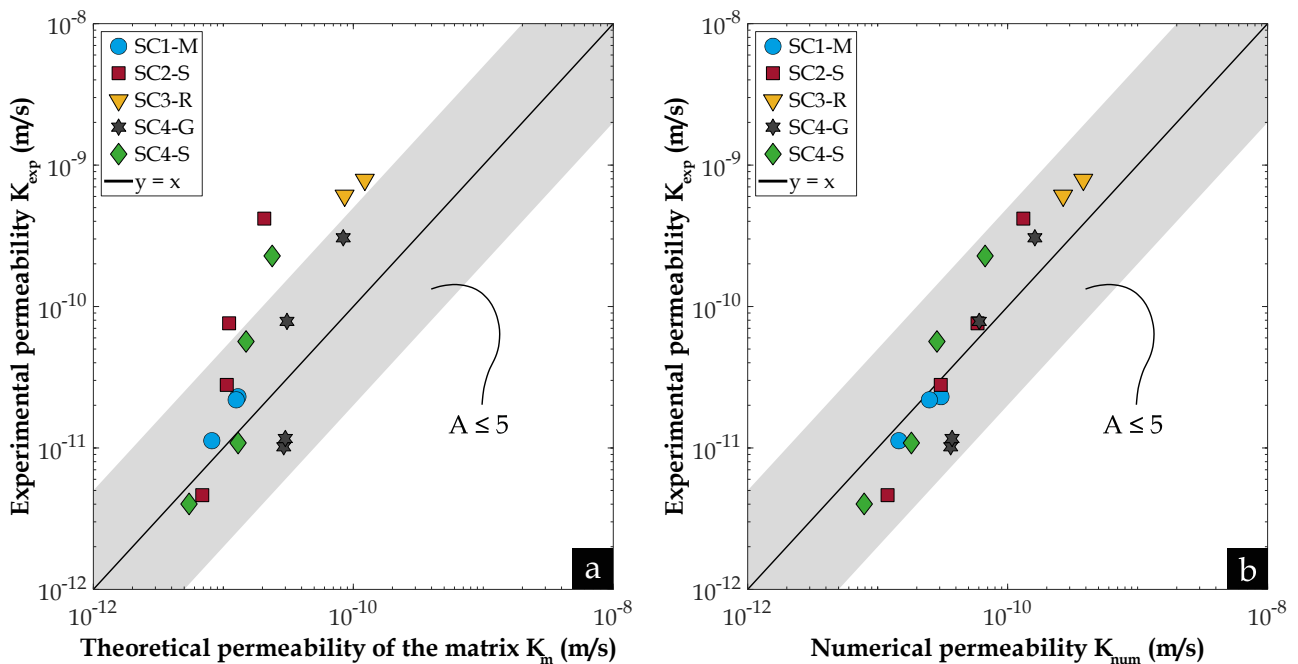 10⁻⁸
SC1-M
SC2-S
SC3-R
SC4-G
SC4-S
y = x
10⁻⁹
10⁻¹⁰
10⁻¹¹
10⁻¹²
Experimental permeability K_exp (m/s)
A ≤ 5
a
10⁻¹² 10⁻¹⁰ 10⁻⁸
Theoretical permeability of the matrix K_m (m/s)
10⁻⁸
SC1-M
SC2-S
SC3-R
SC4-G
SC4-S
y = x
10⁻⁹
10⁻¹⁰
10⁻¹¹
10⁻¹²
Experimental permeability K_exp (m/s)
A ≤ 5
b
10⁻¹² 10⁻¹⁰ 10⁻⁸
Numerical permeability K_num (m/s)